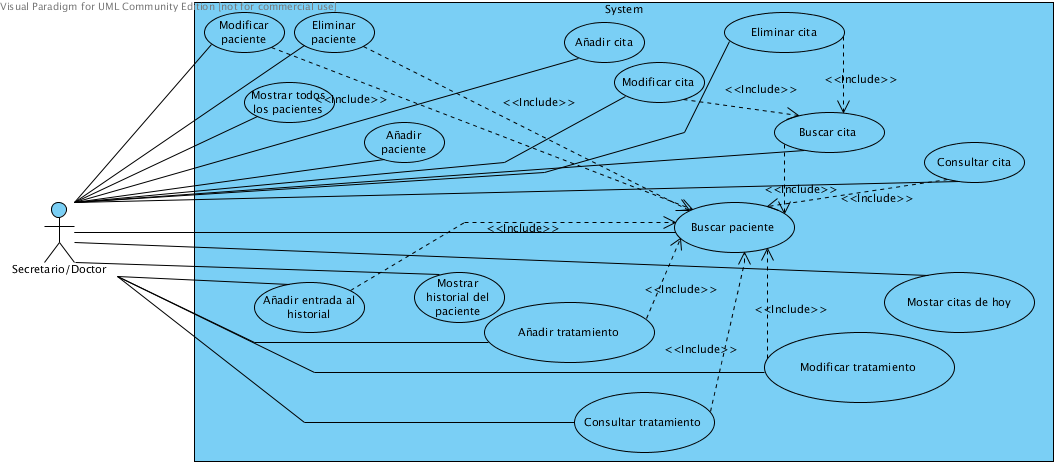 Visual Paradigm for UML Community Edition [not for commercial use]
System
Modificar
paciente
Eliminar
paciente
Añadir cita
Eliminar cita
Modificar cita
<<Include>>
<<Include>>
Mostrar todos
los pacientes
<<Include>>
<<Include>>
Añadir
paciente
Buscar cita
Consultar cita
<<Include>>
<<Include>>
Buscar paciente
<<Include>>
Secretario/Doctor
Mostrar
historial del
paciente
Añadir entrada al
historial
<<Include>>
Mostar citas de hoy
<<Include>>
Añadir tratamiento
<<Include>>
Modificar tratamiento
Consultar tratamiento